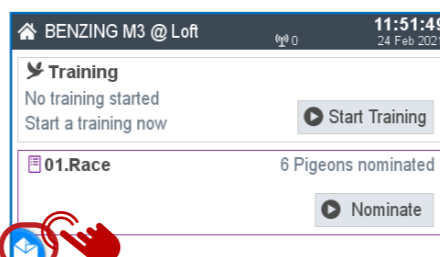 BENZING M3 @ Loft
0
11:51:49
24 Feb 2021
Training
No training started
Start a training now
Start Training
01.Race
6 Pigeons nominated
Nominate